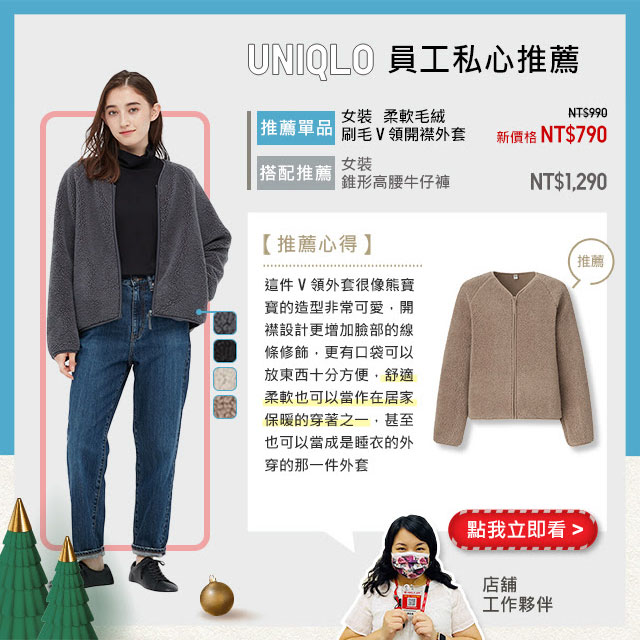 UNIQLO 員工私心推薦
推薦單品
女裝 柔軟毛絨
刷毛 V 領開襟外套
NT$990
新價格 NT$790
搭配推薦
女裝
錐形高腰牛仔褲
NT$1,290
【推薦心得】
推薦
這件 V 領外套很像熊寶
寶的造型非常可愛，開
襟設計更增加臉部的線
條修飾，更有口袋可以
放東西十分方便，舒適
柔軟也可以當作在居家
保暖的穿著之一，甚至
也可以當成是睡衣的外
穿的那一件外套
點我立即看 >
店舖
工作夥伴